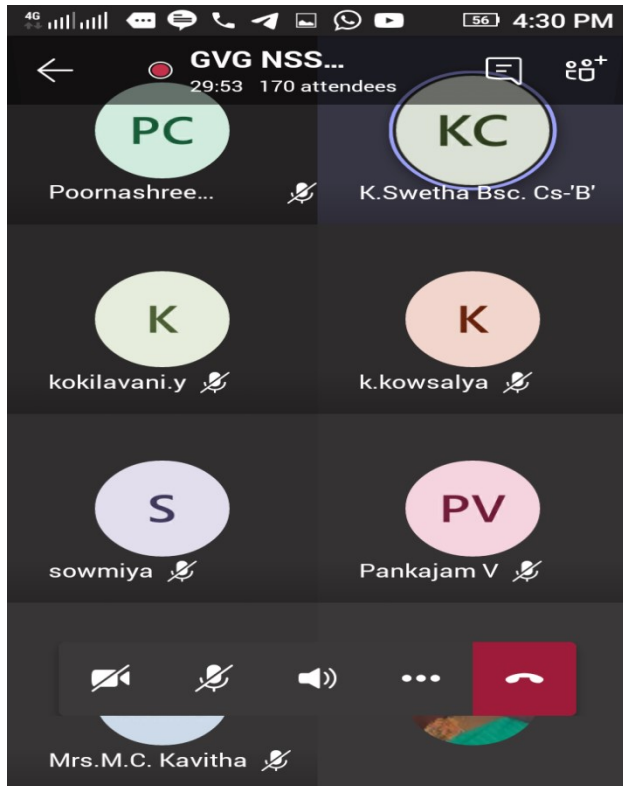 4G 56 4:30 PM
GVG NSS...
29:53 170 attendees
PC KC
Poornashree... K.Swetha Bsc. Cs-'B'
K K
kokilavani.y k.kowsalya
S PV
sowmiya Pankajam V
Mrs.M.C. Kavitha